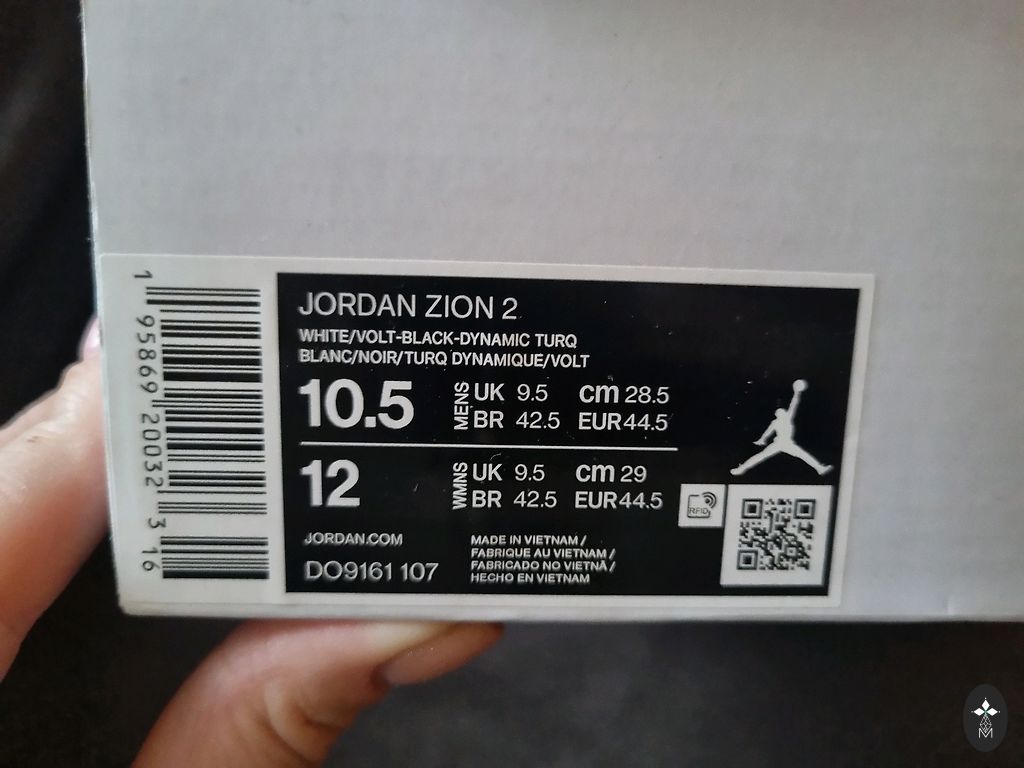 JORDAN ZION 2
WHITE/VOLT-BLACK-DYNAMIC TURQ
BLANC/NOIR/TURQ DYNAMIQUE/VOLT
10.5 MENS UK 9.5 cm 28.5
BR 42.5 EUR 44.5
12 WMNS UK 9.5 cm 29
BR 42.5 EUR 44.5
RFID
JORDAN.COM
DO9161 107
MADE IN VIETNAM /
FABRIQUE AU VIETNAM /
FABRICADO NO VIETNÃ /
HECHO EN VIETNAM
1 95869 20032 3 16
M